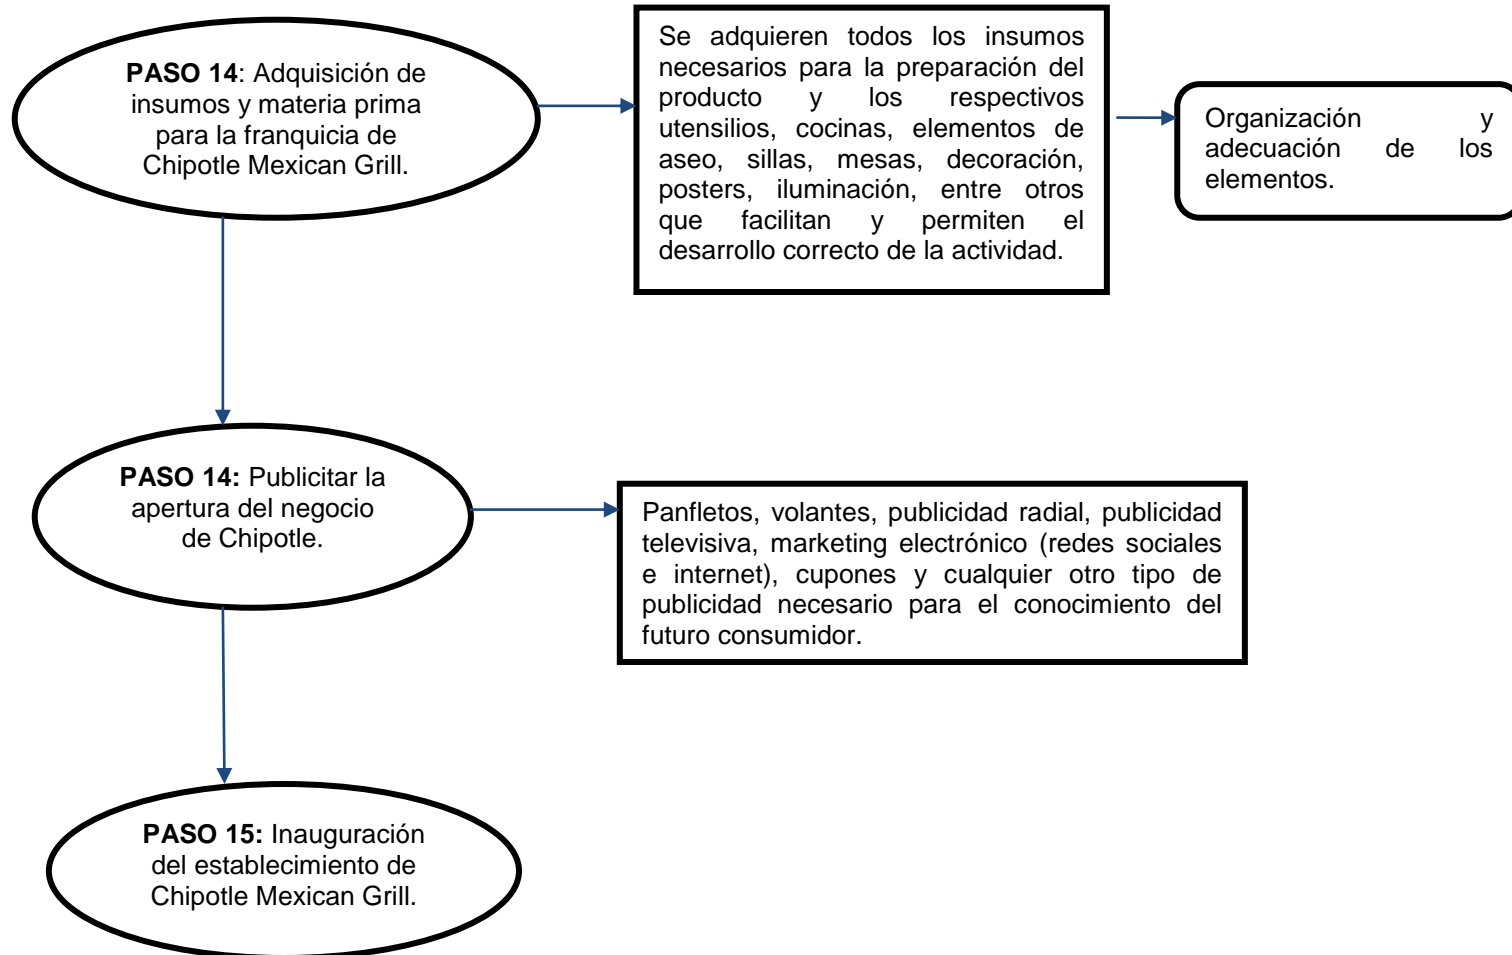 PASO 14: Adquisición de
insumos y materia prima
para la franquicia de
Chipotle Mexican Grill.
Se adquieren todos los insumos
necesarios para la preparación del
producto y los respectivos
utensilios, cocinas, elementos de
aseo, sillas, mesas, decoración,
posters, iluminación, entre otros
que facilitan y permiten el
desarrollo correcto de la actividad.
Organización y
adecuación de los
elementos.
PASO 14: Publicitar la
apertura del negocio
de Chipotle.
Panfletos, volantes, publicidad radial, publicidad
televisiva, marketing electrónico (redes sociales
e internet), cupones y cualquier otro tipo de
publicidad necesario para el conocimiento del
futuro consumidor.
PASO 15: Inauguración
del establecimiento de
Chipotle Mexican Grill.